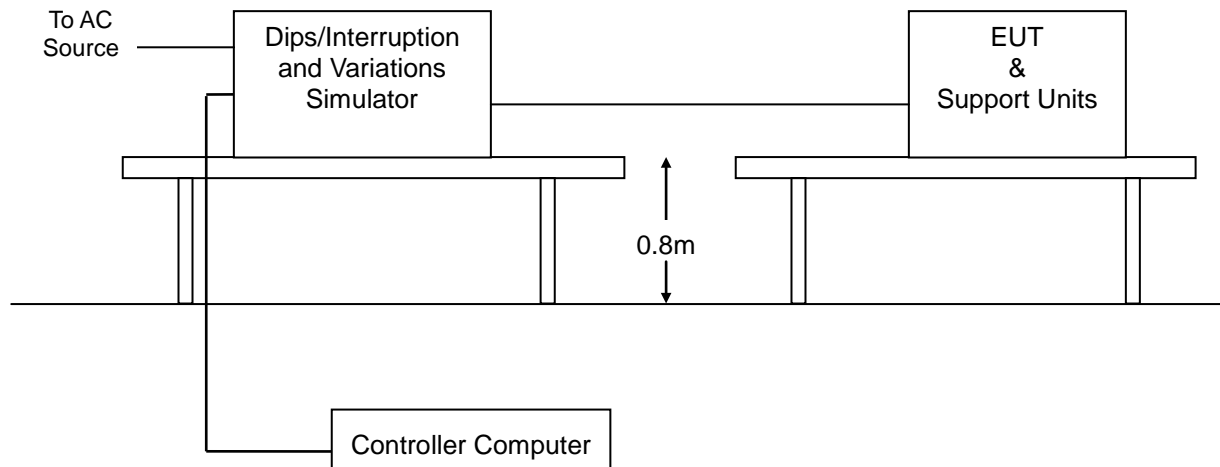 To AC
Source
Dips/Interruption
and Variations
Simulator
EUT
&
Support Units
0.8m
Controller Computer